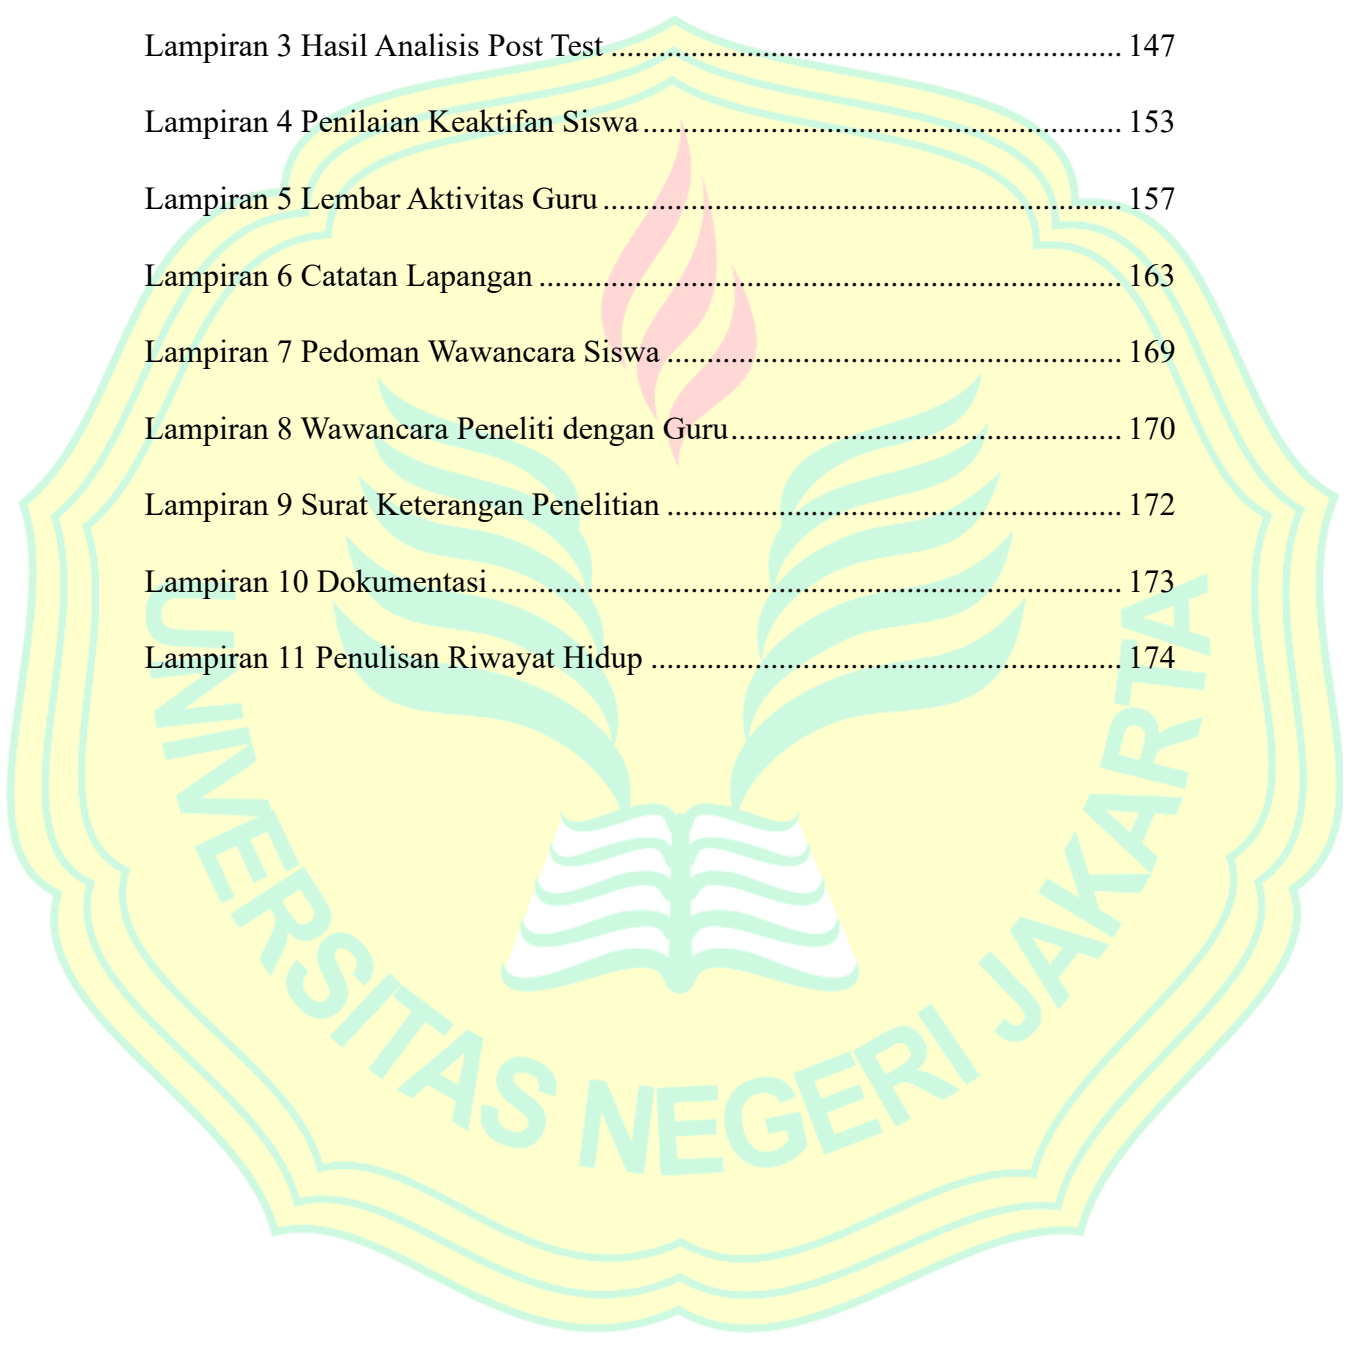 Lampiran 3 Hasil Analisis Post Test ................................................................ 147
Lampiran 4 Penilaian Keaktifan Siswa ............................................................ 153
Lampiran 5 Lembar Aktivitas Guru ................................................................. 157
Lampiran 6 Catatan Lapangan ......................................................................... 163
Lampiran 7 Pedoman Wawancara Siswa ......................................................... 169
Lampiran 8 Wawancara Peneliti dengan Guru................................................. 170
Lampiran 9 Surat Keterangan Penelitian ......................................................... 172
Lampiran 10 Dokumentasi............................................................................... 173
Lampiran 11 Penulisan Riwayat Hidup ........................................................... 174
UNIVERSITAS NEGERI JAKARTA